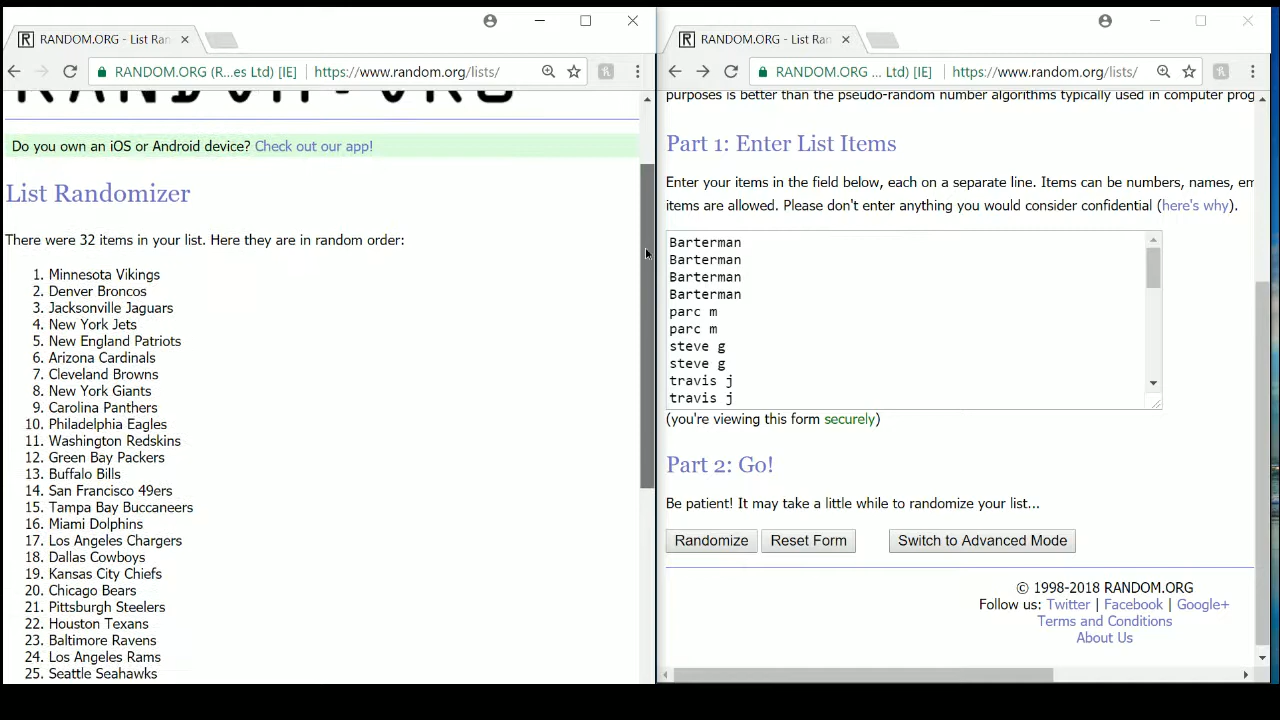 RANDOM.ORG - List Ran
RANDOM.ORG (R...es Ltd) [IE]
https://www.random.org/lists/
RANDOM.ORG
Do you own an iOS or Android device? Check out our app!
List Randomizer
There were 32 items in your list. Here they are in random order:
1. Minnesota Vikings
2. Denver Broncos
3. Jacksonville Jaguars
4. New York Jets
5. New England Patriots
6. Arizona Cardinals
7. Cleveland Browns
8. New York Giants
9. Carolina Panthers
10. Philadelphia Eagles
11. Washington Redskins
12. Green Bay Packers
13. Buffalo Bills
14. San Francisco 49ers
15. Tampa Bay Buccaneers
16. Miami Dolphins
17. Los Angeles Chargers
18. Dallas Cowboys
19. Kansas City Chiefs
20. Chicago Bears
21. Pittsburgh Steelers
22. Houston Texans
23. Baltimore Ravens
24. Los Angeles Rams
25. Seattle Seahawks
RANDOM.ORG - List Ran
RANDOM.ORG ... Ltd) [IE]
https://www.random.org/lists/
purposes is better than the pseudo-random number algorithms typically used in computer prog
Part 1: Enter List Items
Enter your items in the field below, each on a separate line. Items can be numbers, names, em
items are allowed. Please don't enter anything you would consider confidential (here's why).
Barterman
Barterman
Barterman
Barterman
parc m
parc m
steve g
steve g
travis j
travis j
(you're viewing this form securely)
Part 2: Go!
Be patient! It may take a little while to randomize your list...
Randomize
Reset Form
Switch to Advanced Mode
© 1998-2018 RANDOM.ORG
Follow us: Twitter | Facebook | Google+
Terms and Conditions
About Us